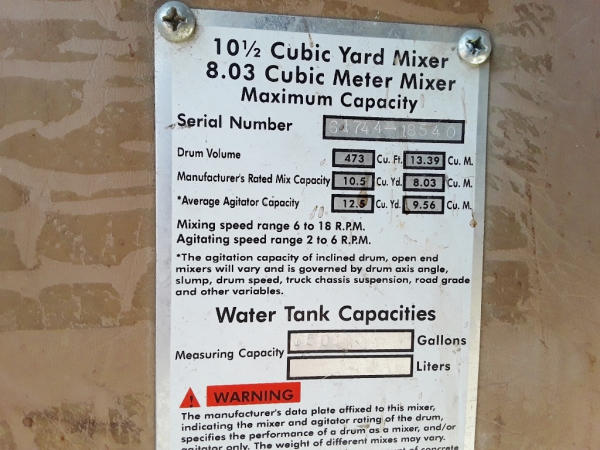 10½ Cubic Yard Mixer
8.03 Cubic Meter Mixer
Maximum Capacity
Serial Number
Drum Volume 473 Cu. Ft. 13.39 Cu. M.
Manufacturer's Rated Mix Capacity 10.5 Cu. Yd. 8.03 Cu. M.
*Average Agitator Capacity 12.5 Cu. Yd. 9.56 Cu. M.
Mixing speed range 6 to 18 R.P.M.
Agitating speed range 2 to 6 R.P.M.
*The agitation capacity of inclined drum, open end
mixers will vary and is governed by drum axis angle,
slump, drum speed, truck chassis suspension, road grade
and other variables.
Water Tank Capacities
Measuring Capacity
Gallons
Liters
WARNING
The manufacturer's data plate affixed to this mixer,
indicating the mixer and agitator rating of the drum,
specifies the performance of a drum as a mixer, and/or
agitator only. The weight of different mixes may vary.
of concrete